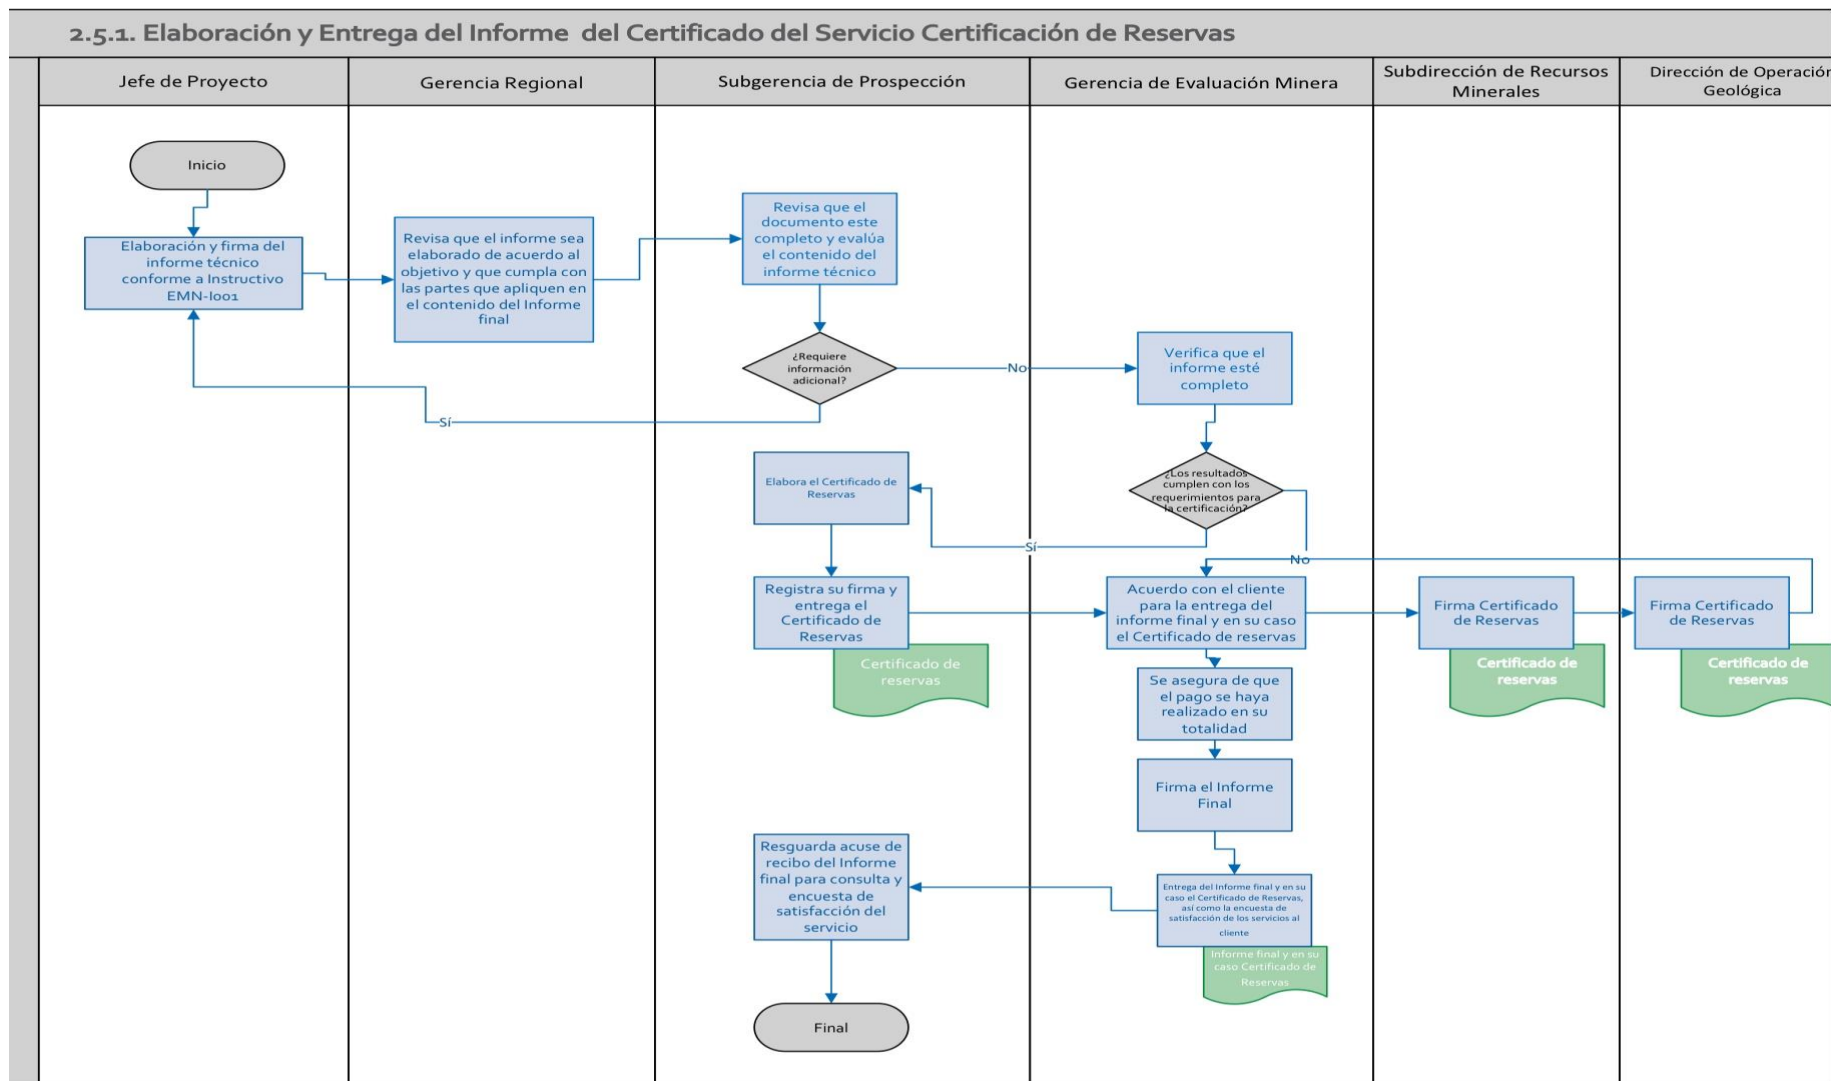 2.5.1. Elaboración y Entrega del Informe  del Certificado del Servicio Certificación de Reservas
Jefe de Proyecto
Gerencia Regional
Subgerencia de Prospección
Gerencia de Evaluación Minera
Subdirección de Recursos
Minerales
Dirección de Operación
Geológica
Inicio
Elaboración y firma del
informe técnico
conforme a Instructivo
EMN-I001
Revisa que el informe sea
elaborado de acuerdo al
objetivo y que cumpla con
las partes que apliquen en
el contenido del Informe
final
Revisa que el
documento este
completo y evalúa
el contenido del
informe técnico
¿Requiere
información
adicional?
No
Sí
Verifica que el
informe esté
completo
¿Los resultados
cumplen con los
requerimientos para
la certificación?
Sí
No
Elabora el Certificado de
Reservas
Registra su firma y
entrega el
Certificado de
Reservas
Certificado de
reservas
Acuerdo con el cliente
para la entrega del
informe final y en su caso
el Certificado de reservas
Firma Certificado
de Reservas
Certificado de
reservas
Firma Certificado
de Reservas
Certificado de
reservas
Se asegura de que
el pago se haya
realizado en su
totalidad
Firma el Informe
Final
Entrega del Informe final y en su
caso el Certificado de Reservas,
así como la encuesta de
satisfacción de los servicios al
cliente
Informe final y en su
caso Certificado de
Reservas
Resguarda acuse de
recibo del Informe
final para consulta y
encuesta de
satisfacción del
servicio
Final